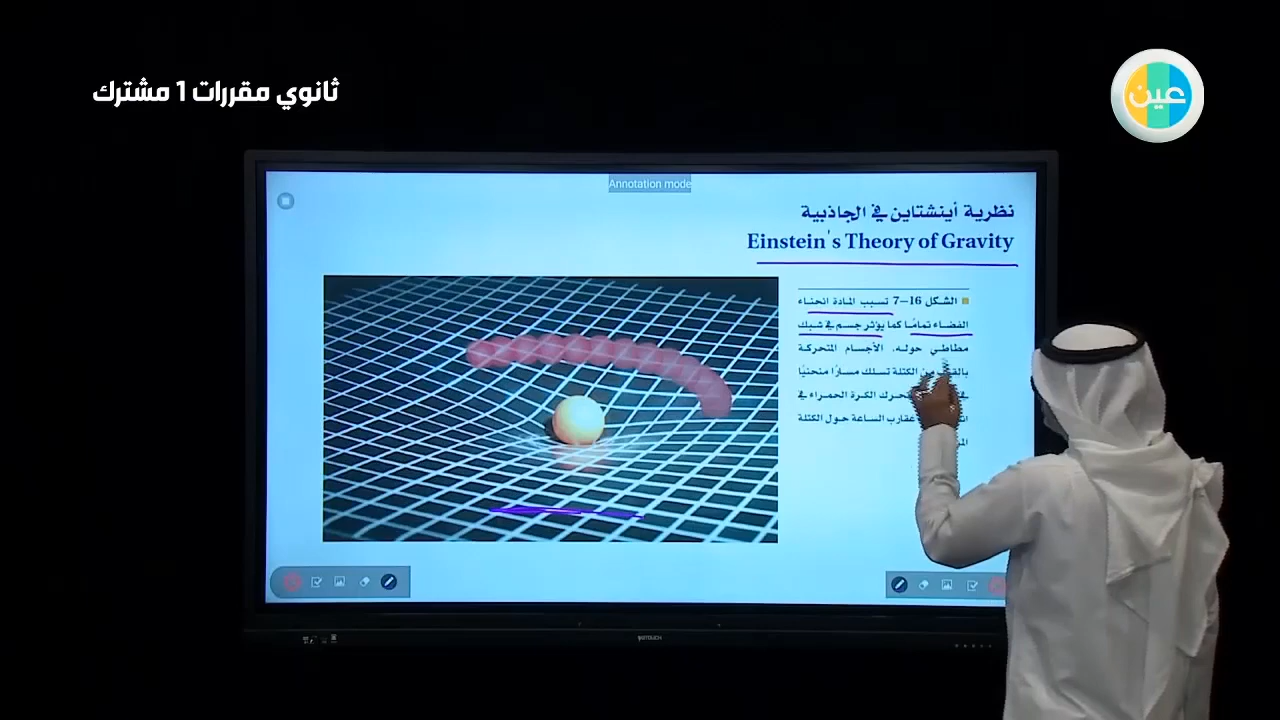 ثانوي مقررات 1 مشترك
عين
Annotation mode
نظرية أينشتاين في الجاذبية
Einstein's Theory of Gravity
الشكل 16–7 تسبب المادة انحناء
الفضاء تمامًا كما يؤثر جسم في شبك
مطاطي حوله. الأجسام المتحركة
من الكتلة تسلك مسارًا منحنيًا
تحرك الكرة الحمراء في
عقارب الساعة حول الكتلة